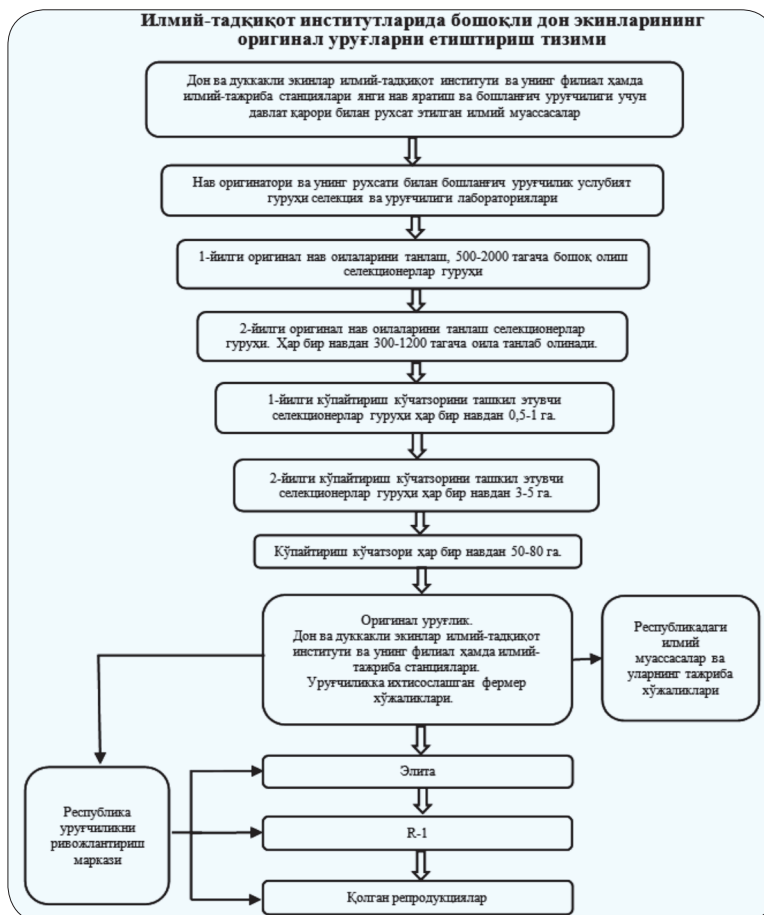 Илмий-тадқиқот институтларида бошоқли дон экинларининг
оригинал уруғларни етиштириш тизими
Дон ва дуккакли экинлар илмий-тадқиқот институти ва унинг филиал ҳамда
илмий-тажриба станциялари янги нав яратиш ва бошланғич уруғчилиги учун
давлат қарори билан рухсат этилган илмий муассасалар
Нав оригинатори ва унинг рухсати билан бошланғич уруғчилик услубият
гуруҳи селекция ва уруғчилиги лабораториялари
1-йилги оригинал нав оилаларини танлаш, 500-2000 тагача бошоқ олиш
селекционерлар гуруҳи
2-йилги оригинал нав оилаларини танлаш селекционерлар
гуруҳи. Ҳар бир навдан 300-1200 тагача оила танлаб олинади.
1-йилги кўпайтириш кўчатзорини ташкил этувчи
селекционерлар гуруҳи ҳар бир навдан 0,5-1 га.
2-йилги кўпайтириш кўчатзорини ташкил этувчи
селекционерлар гуруҳи ҳар бир навдан 3-5 га.
Кўпайтириш кўчатзори ҳар бир навдан 50-80 га.
Оригинал уруғлик.
Дон ва дуккакли экинлар илмий-тадқиқот
институти ва унинг филиал ҳамда илмий-
тажриба станциялари.
Уруғчиликка ихтисослашган фермер
хўжаликлари.
Республикадаги
илмий
муассасалар ва
уларнинг тажриба
хўжаликлари
Республика
уруғчиликни
ривожлантириш
маркази
Элита
R-1
Қолган репродукциялар